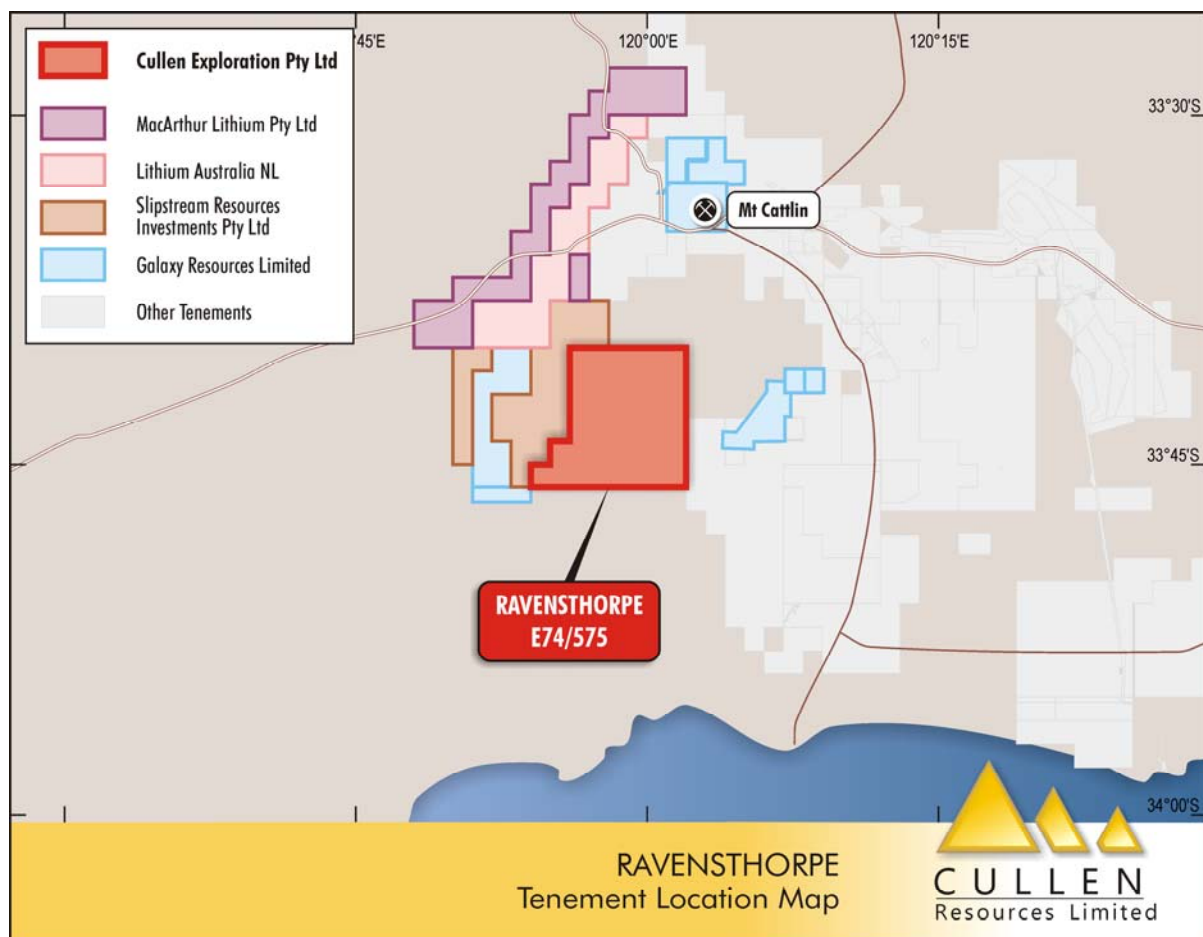 Cullen Exploration Pty Ltd
MacArthur Lithium Pty Ltd
Lithium Australia NL
Slipstream Resources
Investments Pty Ltd
Galaxy Resources Limited
Other Tenements
45'E
120°00'E
120°15'E
33°30'S
Mt Cattlin
33°45'S
RAVENSTHORPE
E74/575
34°00'S
RAVENSTHORPE
Tenement Location Map
CULLEN
Resources Limited